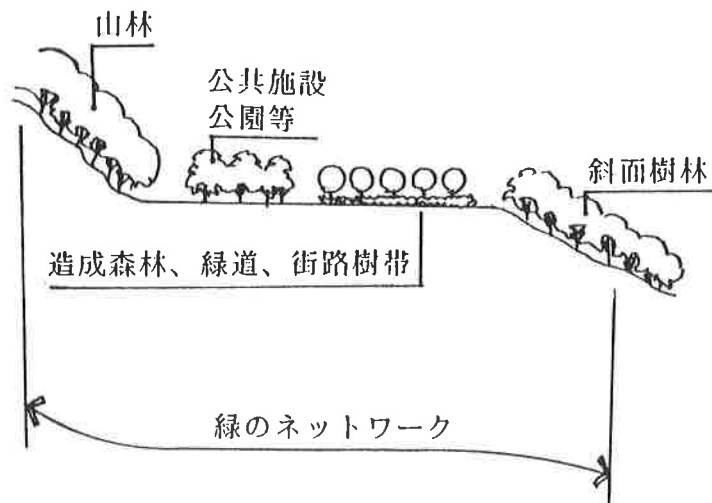 山林
公共施設
公園等
斜面樹林
造成森林、緑道、街路樹帯
緑のネットワーク